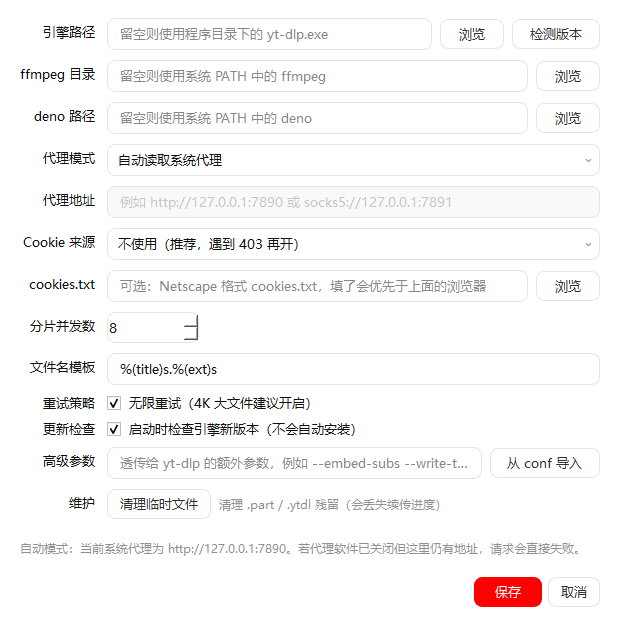 引擎路径 留空则使用程序目录下的 yt-dlp.exe 浏览 检测版本
ffmpeg 目录 留空则使用系统 PATH 中的 ffmpeg 浏览
deno 路径 留空则使用系统 PATH 中的 deno 浏览
代理模式 自动读取系统代理
代理地址 例如 http://127.0.0.1:7890 或 socks5://127.0.0.1:7891
Cookie 来源 不使用（推荐，遇到 403 再开）
cookies.txt 可选：Netscape 格式 cookies.txt，填了会优先于上面的浏览器 浏览
分片并发数 8
文件名模板 %(title)s.%(ext)s
重试策略 无限重试（4K 大文件建议开启）
更新检查 启动时检查引擎新版本（不会自动安装）
高级参数 透传给 yt-dlp 的额外参数，例如 --embed-subs --write-t... 从 conf 导入
维护 清理临时文件 清理 .part / .ytdl 残留（会丢失续传进度）
自动模式：当前系统代理为 http://127.0.0.1:7890。若代理软件已关闭但这里仍有地址，请求会直接失败。
保存 取消